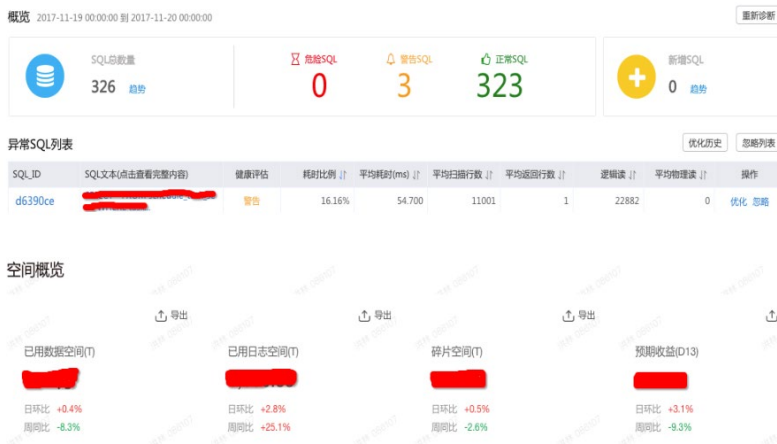 概览 2017-11-19 00:00:00 到 2017-11-20 00:00:00 重新诊断
SQL总数量 危险SQL 警告SQL 正常SQL 新增SQL
326 趋势 0 3 323 0 趋势
异常SQL列表 优化历史 忽略列表
SQL_ID SQL文本(点击查看完整内容) 健康评估 耗时比例 平均耗时(ms) 平均扫描行数 平均返回行数 逻辑读 平均物理读 操作
d6390ce 警告 16.16% 54.700 11001 1 22882 0 优化 忽略
空间概览
导出 导出 导出
已用数据空间(T) 已用日志空间(T) 碎片空间(T) 预期收益(D13)
日环比 +0.4% 日环比 +2.8% 日环比 +0.5% 日环比 +3.1%
周同比 -8.3% 周同比 +25.1% 周同比 -2.6% 周同比 -9.3%